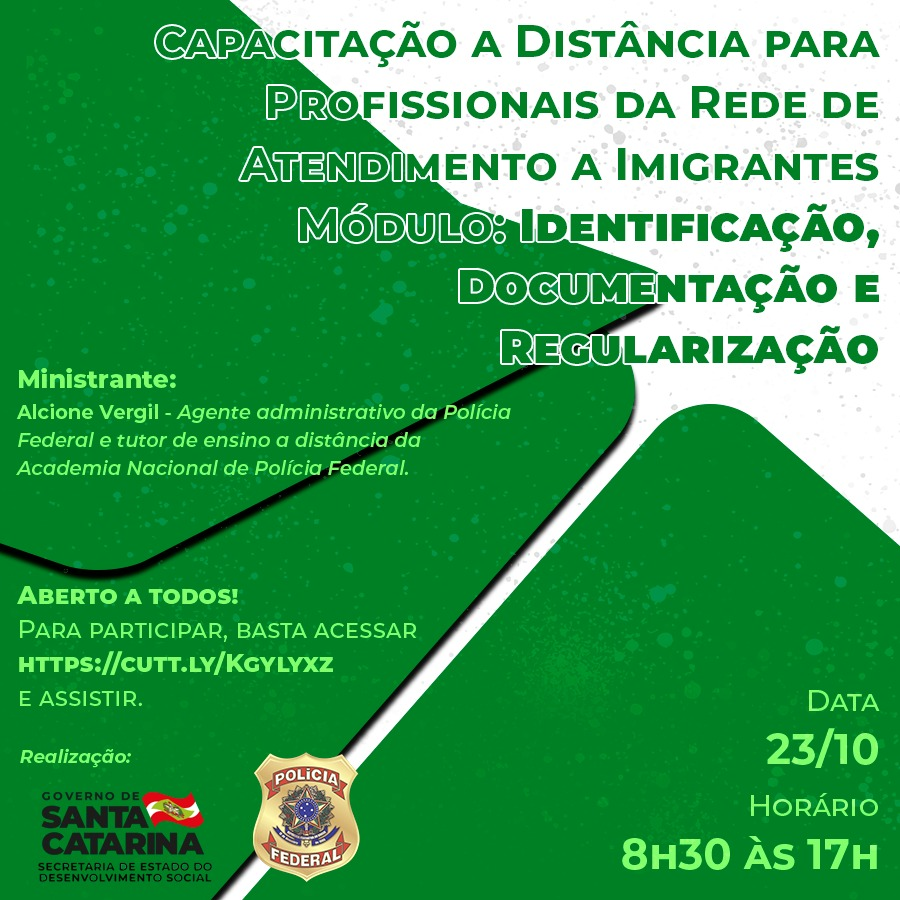 Capacitação a Distância para
Profissionais da Rede de
Atendimento a Imigrantes
Módulo: Identificação,
Documentação e
Regularização
Ministrante:
Alcione Vergil - Agente administrativo da Polícia
Federal e tutor de ensino a distância da
Academia Nacional de Polícia Federal.
Aberto a todos!
Para participar, basta acessar
https://cutt.ly/Kgylyxz
e assistir.
Realização:
GOVERNO DE
SANTA
CATARINA
SECRETARIA DE ESTADO DO
DESENVOLVIMENTO SOCIAL
POLÍCIA
FEDERAL
Data
23/10
Horário
8h30 às 17h